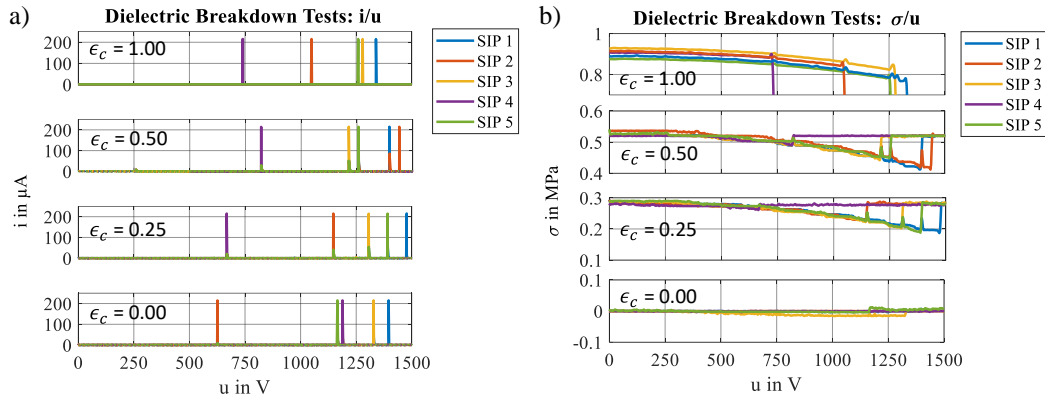 a)
Dielectric Breakdown Tests: i/u
i in µA
200
100
0
ϵc = 1.00
200
100
0
ϵc = 0.50
200
100
0
ϵc = 0.25
200
100
0
ϵc = 0.00
0 250 500 750 1000 1250 1500
u in V
SIP 1
SIP 2
SIP 3
SIP 4
SIP 5
b)
Dielectric Breakdown Tests: σ/u
σ in MPa
1
0.8
ϵc = 1.00
0.6
0.5
0.4
ϵc = 0.50
0.3
0.2
0.1
ϵc = 0.25
0.1
0
-0.1
ϵc = 0.00
0 250 500 750 1000 1250 1500
u in V
SIP 1
SIP 2
SIP 3
SIP 4
SIP 5